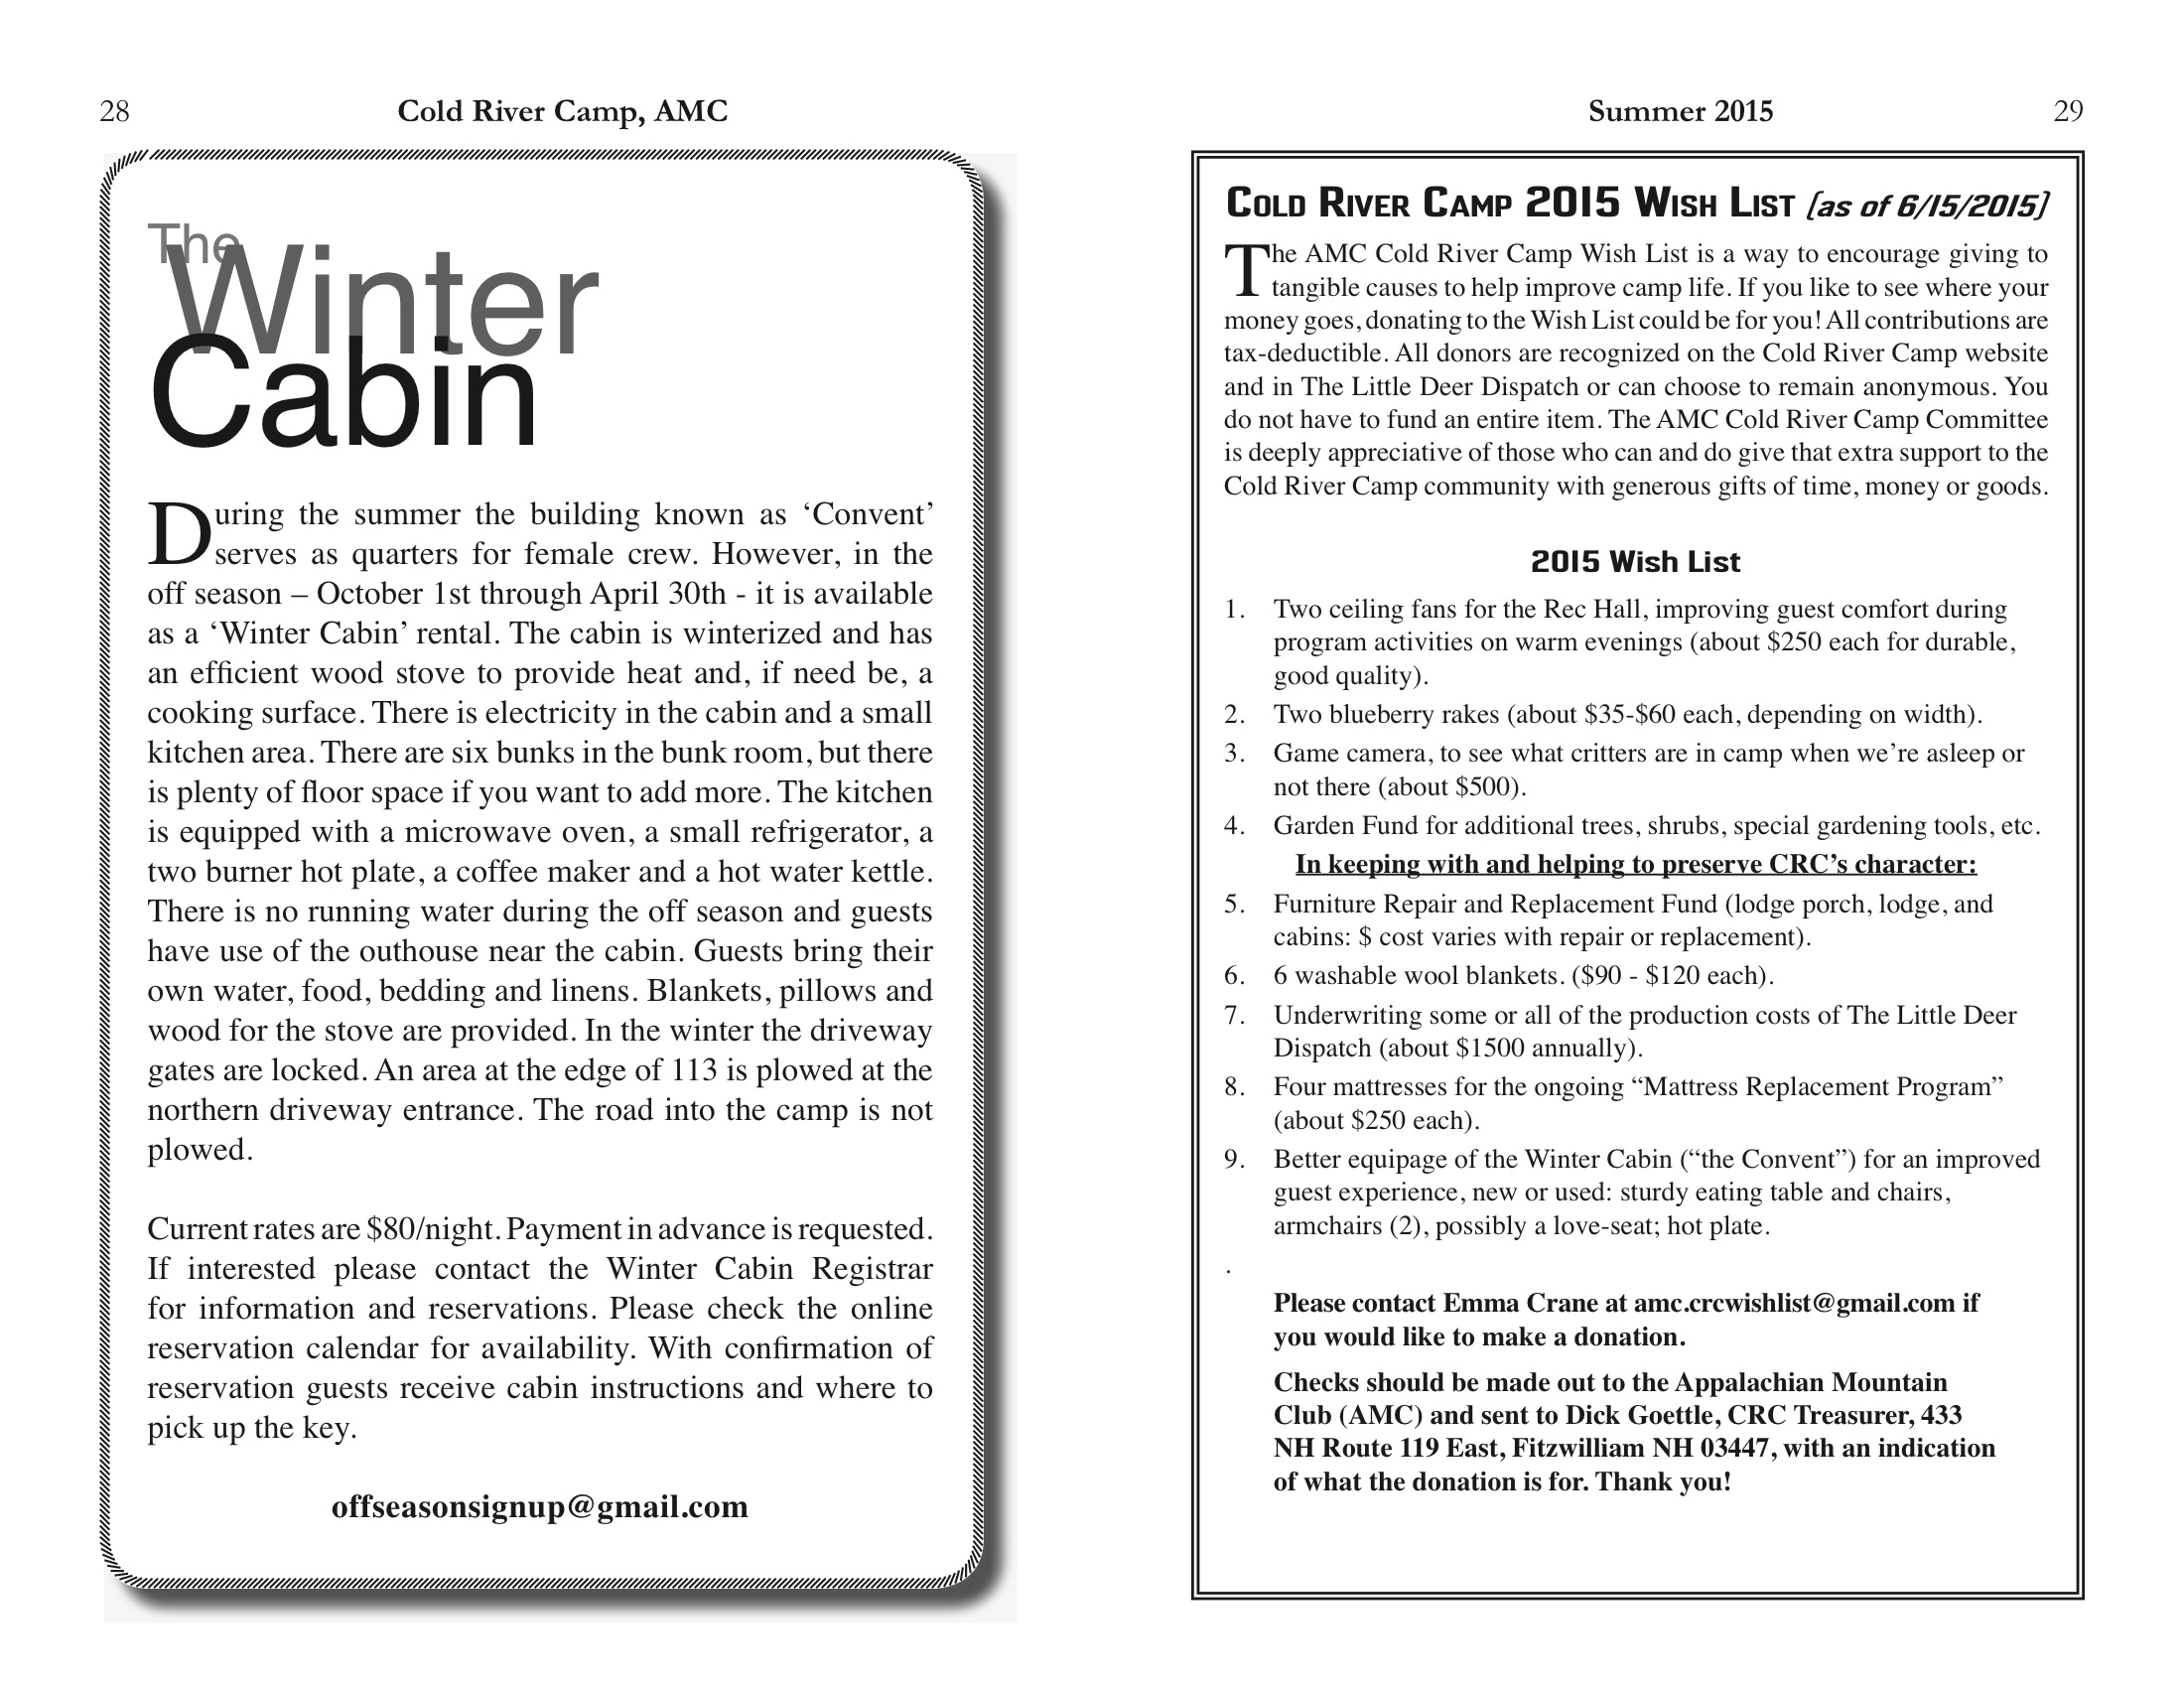 28
Cold River Camp, AMC
The
Winter
Cabin
During the summer the building known as ‘Convent’
serves as quarters for female crew. However, in the
off season – October 1st through April 30th - it is available
as a ‘Winter Cabin’ rental. The cabin is winterized and has
an efficient wood stove to provide heat and, if need be, a
cooking surface. There is electricity in the cabin and a small
kitchen area. There are six bunks in the bunk room, but there
is plenty of floor space if you want to add more. The kitchen
is equipped with a microwave oven, a small refrigerator, a
two burner hot plate, a coffee maker and a hot water kettle.
There is no running water during the off season and guests
have use of the outhouse near the cabin. Guests bring their
own water, food, bedding and linens. Blankets, pillows and
wood for the stove are provided. In the winter the driveway
gates are locked. An area at the edge of 113 is plowed at the
northern driveway entrance. The road into the camp is not
plowed.
Current rates are $80/night. Payment in advance is requested.
If interested please contact the Winter Cabin Registrar
for information and reservations. Please check the online
reservation calendar for availability. With confirmation of
reservation guests receive cabin instructions and where to
pick up the key.
offseasonsignup@gmail.com
Summer 2015
29
Cold River Camp 2015 Wish List (as of 6/15/2015)
The AMC Cold River Camp Wish List is a way to encourage giving to
tangible causes to help improve camp life. If you like to see where your
money goes, donating to the Wish List could be for you! All contributions are
tax-deductible. All donors are recognized on the Cold River Camp website
and in The Little Deer Dispatch or can choose to remain anonymous. You
do not have to fund an entire item. The AMC Cold River Camp Committee
is deeply appreciative of those who can and do give that extra support to the
Cold River Camp community with generous gifts of time, money or goods.
2015 Wish List
1. Two ceiling fans for the Rec Hall, improving guest comfort during
program activities on warm evenings (about $250 each for durable,
good quality).
2. Two blueberry rakes (about $35-$60 each, depending on width).
3. Game camera, to see what critters are in camp when we’re asleep or
not there (about $500).
4. Garden Fund for additional trees, shrubs, special gardening tools, etc.
In keeping with and helping to preserve CRC’s character:
5. Furniture Repair and Replacement Fund (lodge porch, lodge, and
cabins: $ cost varies with repair or replacement).
6. 6 washable wool blankets. ($90 - $120 each).
7. Underwriting some or all of the production costs of The Little Deer
Dispatch (about $1500 annually).
8. Four mattresses for the ongoing “Mattress Replacement Program”
(about $250 each).
9. Better equipage of the Winter Cabin (“the Convent”) for an improved
guest experience, new or used: sturdy eating table and chairs,
armchairs (2), possibly a love-seat; hot plate.
.
Please contact Emma Crane at amc.crcwishlist@gmail.com if
you would like to make a donation.
Checks should be made out to the Appalachian Mountain
Club (AMC) and sent to Dick Goettle, CRC Treasurer, 433
NH Route 119 East, Fitzwilliam NH 03447, with an indication
of what the donation is for. Thank you!